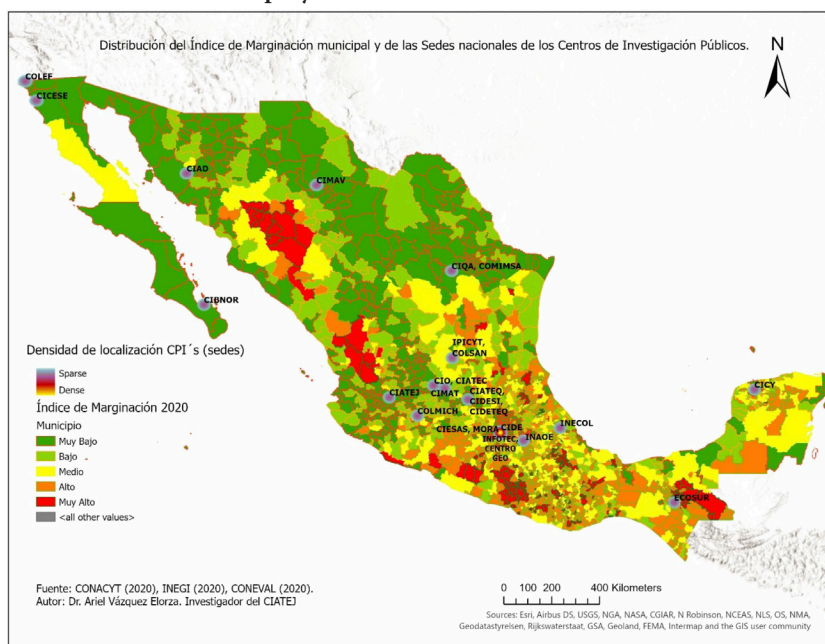 Distribución del Índice de Marginación municipal y de las Sedes nacionales de los Centros de Investigación Públicos.
N
COLEF
CICESE
CIAD
CIMAV
CIQA, COMIMSA
CIBNOR
IPICYT,
COLSAN
CIO, CIATEC
CIMAT
CIATEQ,
CIDESI,
CIDETEQ
CIATEJ
COLMICH
CIESAS, MORA
CIDE
INFOTEC,
CENTRO
GEO
INAOE
INECOL
CICY
ECOSUR
Densidad de localización CPI´s (sedes)
Sparse
Dense
Índice de Marginación 2020
Municipio
Muy Bajo
Bajo
Medio
Alto
Muy Alto
<all other values>
Fuente: CONACYT (2020), INEGI (2020), CONEVAL (2020).
Autor: Dr. Ariel Vázquez Elorza. Investigador del CIATEJ
0 100 200 400 Kilometers
Sources: Esri, Airbus DS, USGS, NGA, NASA, CGIAR, N Robinson, NCEAS, NLS, OS, NMA,
Geodatastyrelsen, Rijkswaterstaat, GSA, Geoland, FEMA, Intermap and the GIS user community